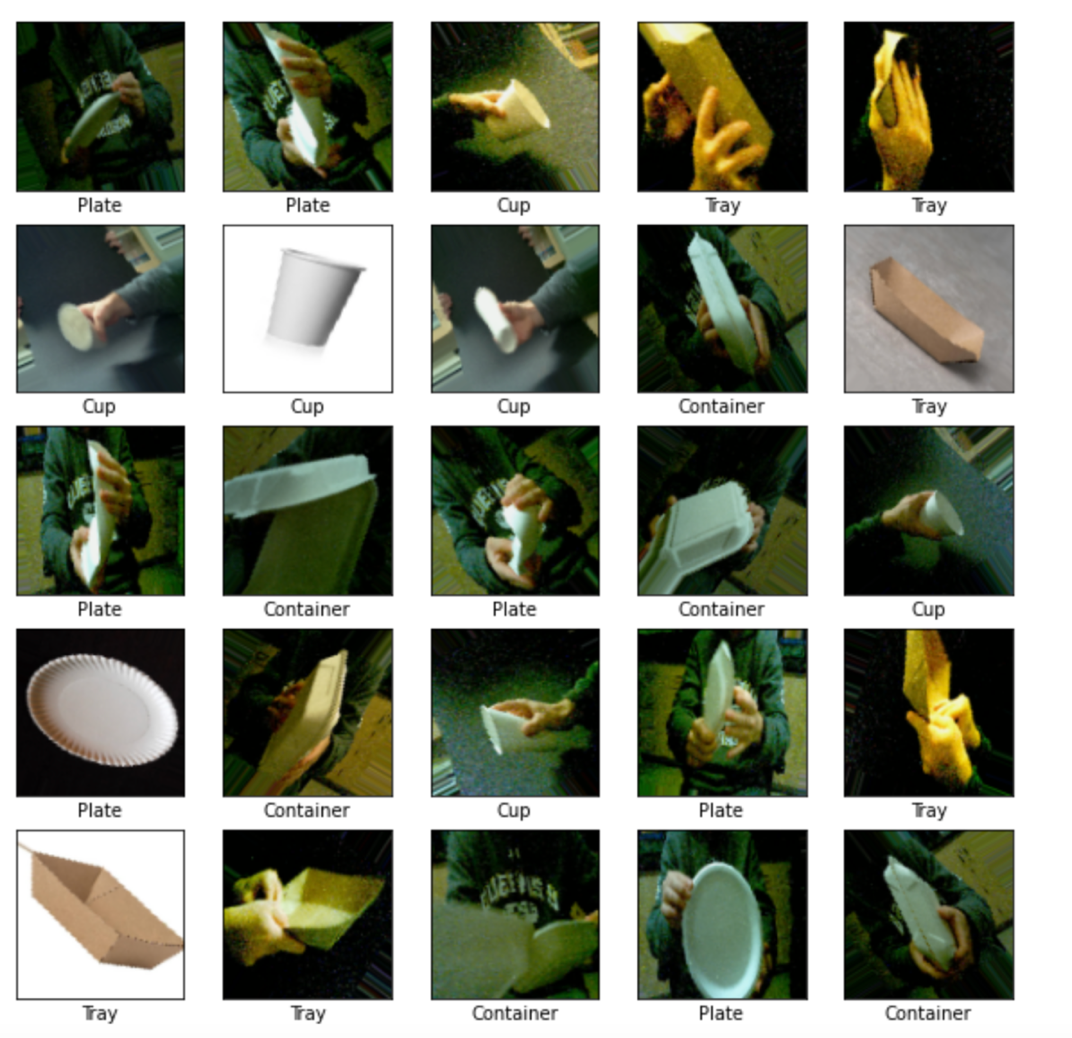 Plate Plate Cup Tray Tray
Cup Cup Cup Container Tray
Plate Container Plate Container Cup
Plate Container Cup Plate Tray
Tray Tray Container Plate Container